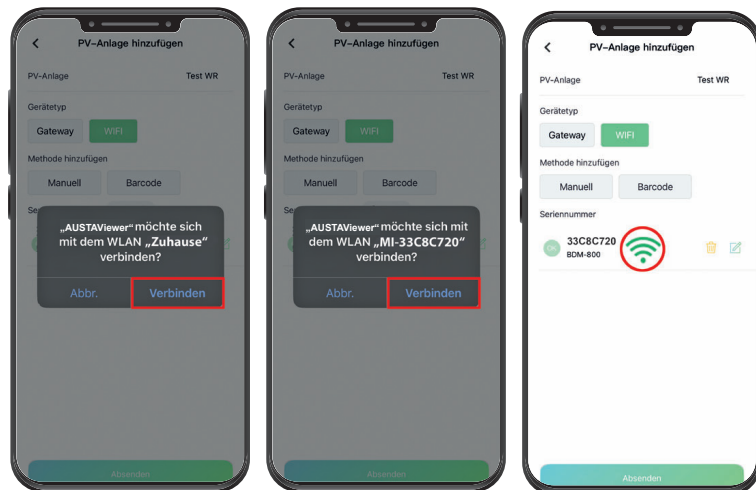 PV-Anlage hinzufügen
PV-Anlage Test WR
Gerätetyp
Gateway WIFI
Methode hinzufügen
Manuell Barcode
Se
„AUSTAViewer“ möchte sich
mit dem WLAN „Zuhause“
verbinden?
Abbr. Verbinden
Absenden
PV-Anlage hinzufügen
PV-Anlage Test WR
Gerätetyp
Gateway WIFI
Methode hinzufügen
Manuell Barcode
Se
„AUSTAViewer“ möchte sich mit
dem WLAN „MI-33C8C720“
verbinden?
Abbr. Verbinden
Absenden
PV-Anlage hinzufügen
PV-Anlage Test WR
Gerätetyp
Gateway WIFI
Methode hinzufügen
Manuell Barcode
Seriennummer
OK 33C8C720
BDM-800
Absenden